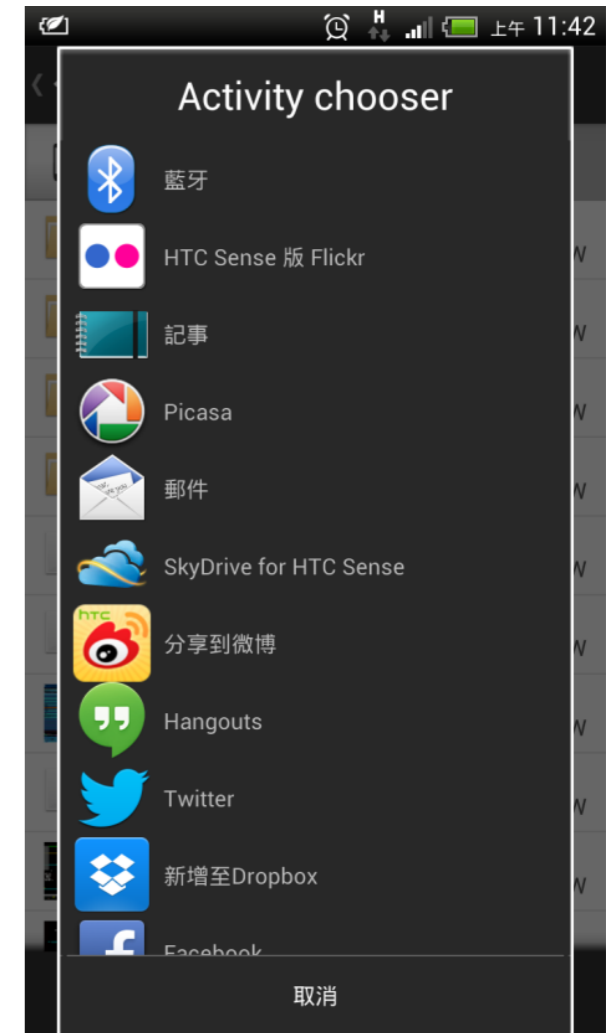 H
上午 11:42
Activity chooser
藍牙
HTC Sense 版 Flickr
記事
Picasa
郵件
SkyDrive for HTC Sense
hTC
分享到微博
Hangouts
Twitter
新增至Dropbox
Facebook
取消